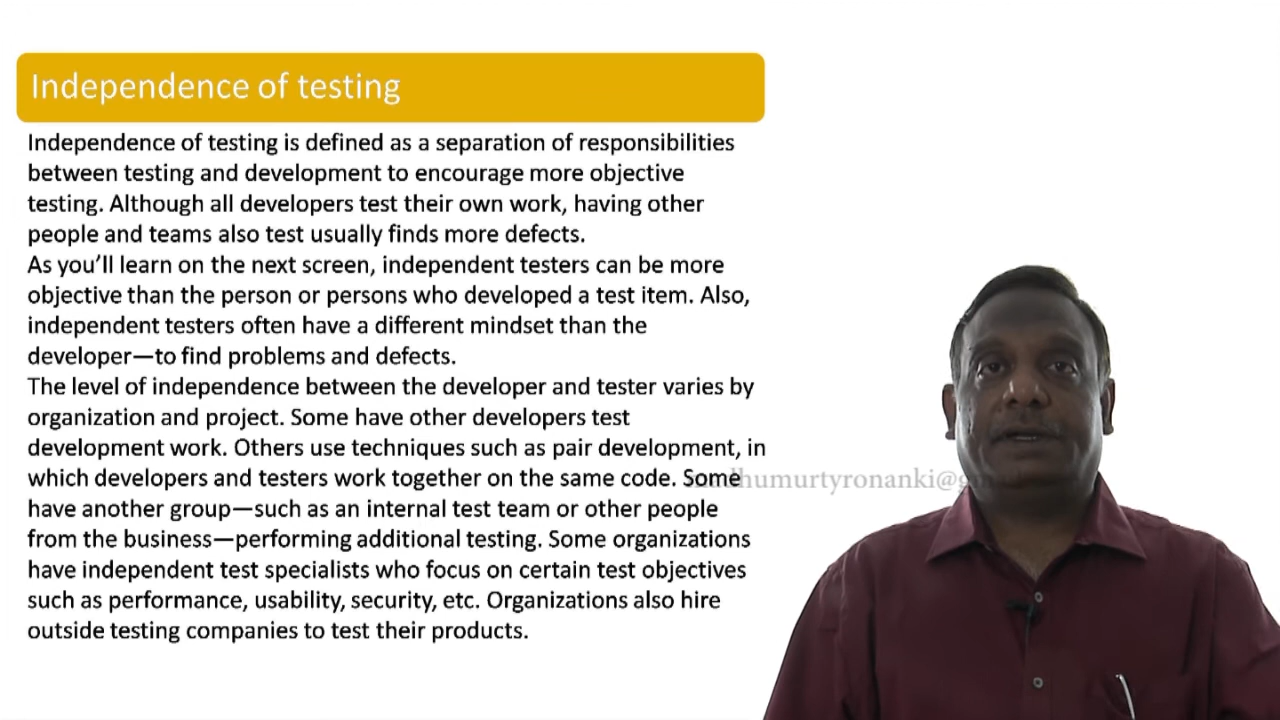 Independence of testing
Independence of testing is defined as a separation of responsibilities
between testing and development to encourage more objective
testing. Although all developers test their own work, having other
people and teams also test usually finds more defects.
As you’ll learn on the next screen, independent testers can be more
objective than the person or persons who developed a test item. Also,
independent testers often have a different mindset than the
developer—to find problems and defects.
The level of independence between the developer and tester varies by
organization and project. Some have other developers test
development work. Others use techniques such as pair development, in
which developers and testers work together on the same code. Some
have another group—such as an internal test team or other people
from the business—performing additional testing. Some organizations
have independent test specialists who focus on certain test objectives
such as performance, usability, security, etc. Organizations also hire
outside testing companies to test their products.